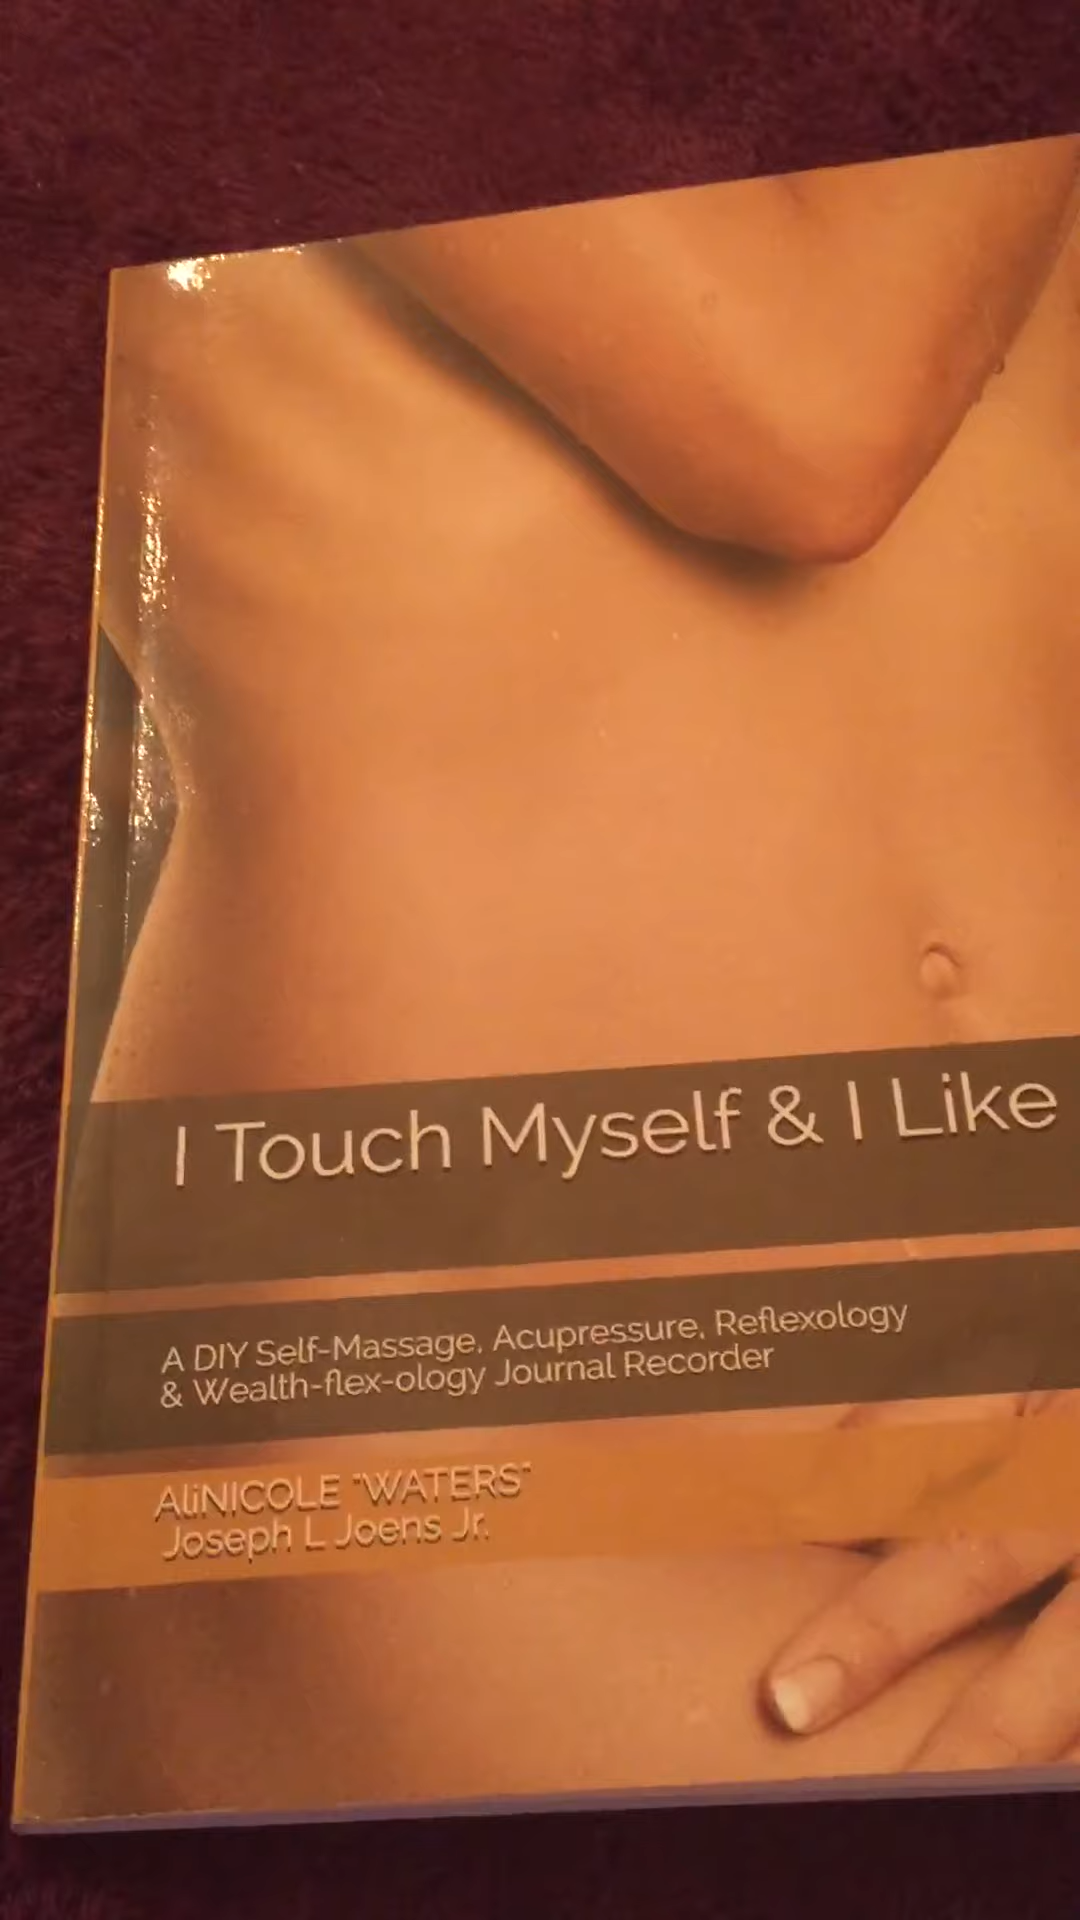 I Touch Myself & I Like
A DIY Self-Massage, Acupressure, Reflexology
& Wealth-flex-ology Journal Recorder
AliNICOLE "WATERS"
Joseph L Joens Jr.